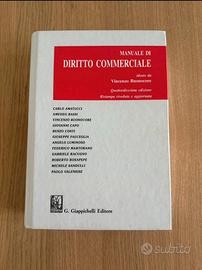 MANUALE DI
DIRITTO COMMERCIALE
ideato da
Vincenzo Buonocore
Quattordicesima edizione
Ristampa riveduta e aggiornata
CARLO AMATUCCI
AMEDEO BASSI
VINCENZO BUONOCORE
GIOVANNI CAPO
RENZO COSTI
GIUSEPPE FAUCEGLIA
ANGELO LUMINOSO
FEDERICO MARTORANO
GABRIELE RACUGNO
ROBERTO ROSAPEPE
MICHELE SANDULLI
PAOLO VALENSISE
G. Giappichelli Editore
subito